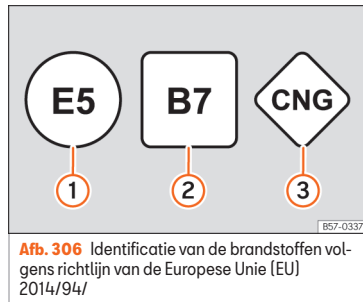 E5 B7 CNG
1 2 3
B57-0337
Afb. 306 Identificatie van de brandstoffen vol-
gens richtlijn van de Europese Unie (EU)
2014/94/